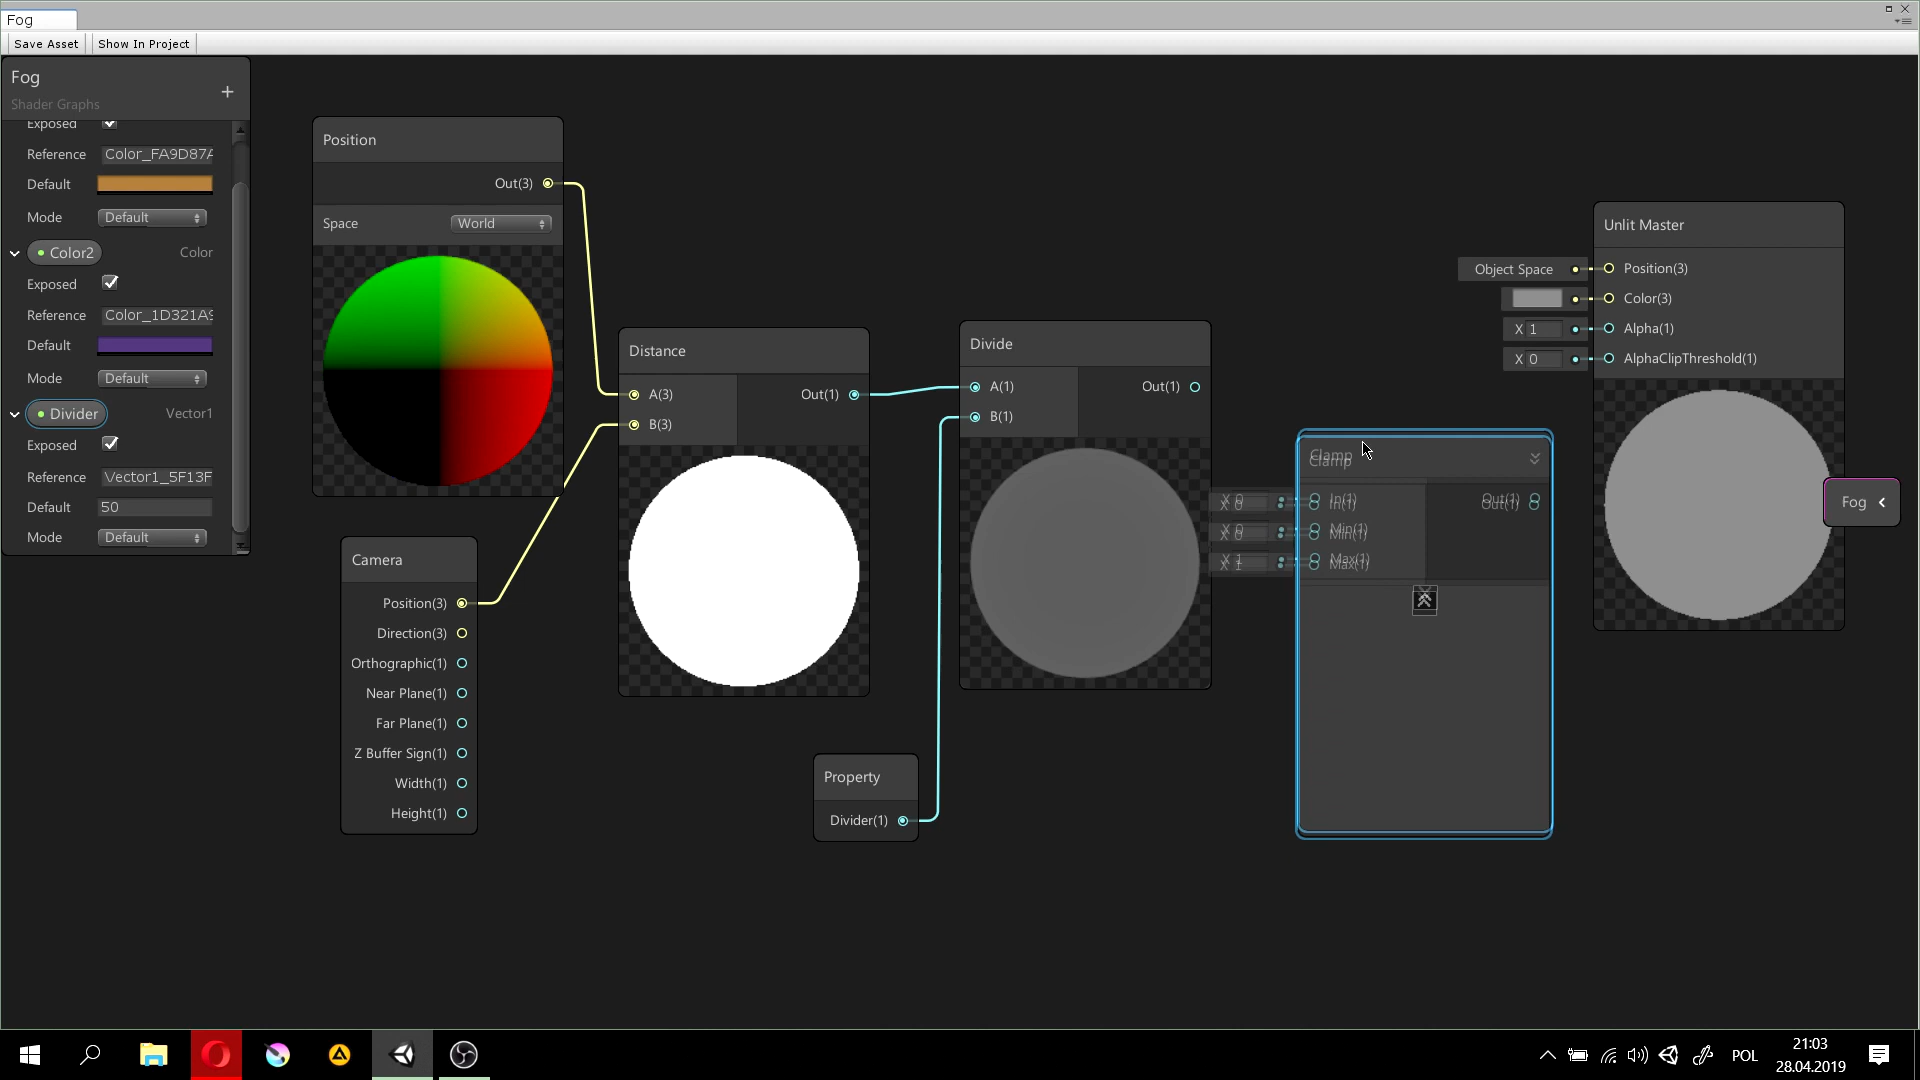 Fog
Save Asset
Show In Project
Fog
Shader Graphs
Exposed
Reference
Color_FA9D87A
Default
Mode
Default
Color2
Color
Exposed
Reference
Color_1D321A9
Default
Mode
Default
Divider
Vector1
Exposed
Reference
Vector1_5F13F
Default
50
Mode
Default
Position
Out(3)
Space
World
Camera
Position(3)
Direction(3)
Orthographic(1)
Near Plane(1)
Far Plane(1)
Z Buffer Sign(1)
Width(1)
Height(1)
Distance
A(3)
Out(1)
B(3)
Property
Divider(1)
Divide
A(1)
Out(1)
B(1)
Clamp
X 0
In(1)
Out(1)
X 0
Min(1)
X 1
Max(1)
Unlit Master
Object Space
Position(3)
Color(3)
X 1
Alpha(1)
X 0
AlphaClipThreshold(1)
Fog
POL
21:03
28.04.2019